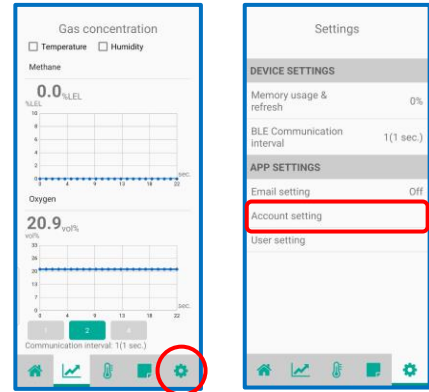 Gas concentration
Temperature Humidity
Methane
0.0 %LEL
%LEL
10
8
6
4
2
0
0 4 9 13 18 22 sec.
Oxygen
20.9 vol%
vol%
33
26
20
13
7
0
0 4 9 13 18 22 sec.
1 2 4
Communication interval: 1(1 sec.)
Settings
DEVICE SETTINGS
Memory usage &
refresh 0%
BLE Communication
interval 1(1 sec.)
APP SETTINGS
Email setting Off
Account setting
User setting